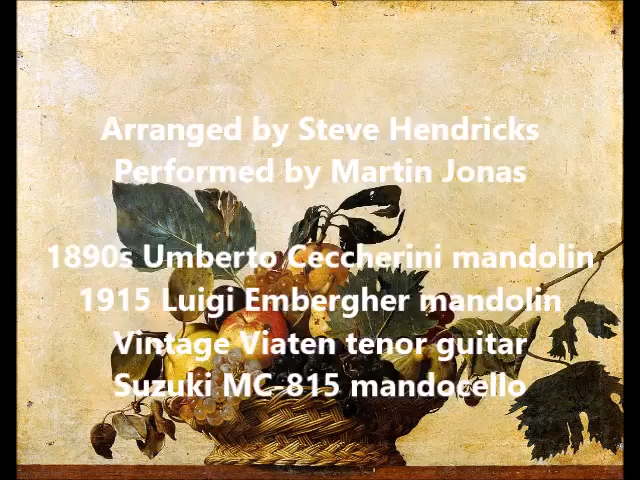 Arranged by Steve Hendricks
Performed by Martin Jonas
1890s Umberto Ceccherini mandolin
1915 Luigi Embergher mandolin
Vintage Viaten tenor guitar
Suzuki MC-815 mandocello